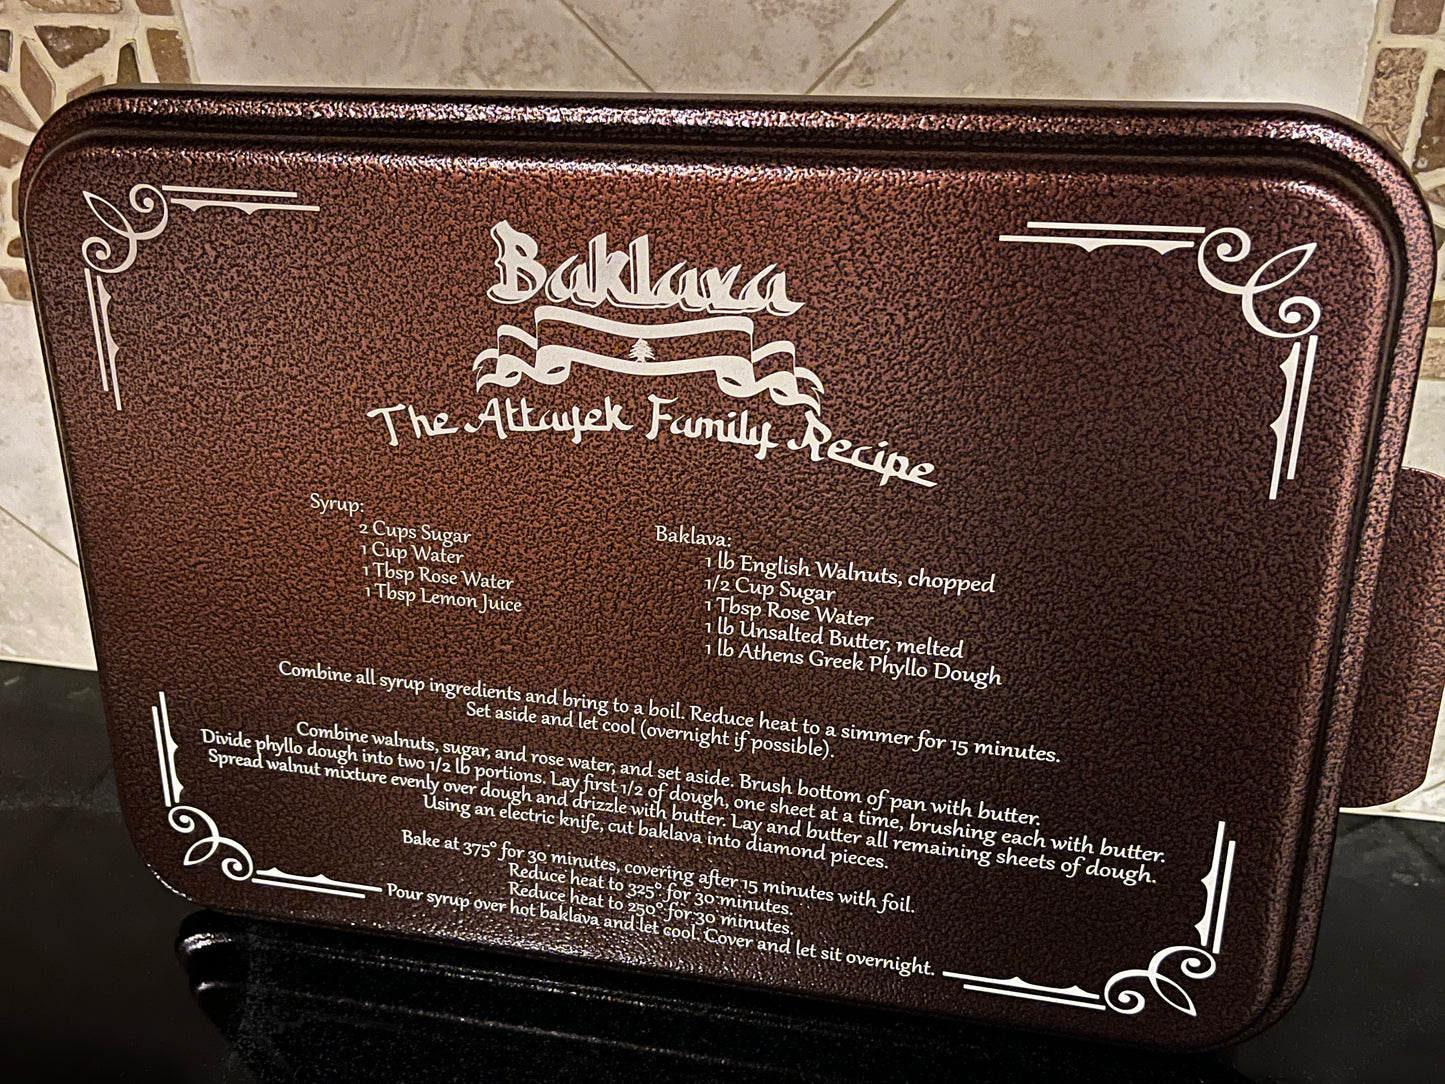 Baklava
The Attayek Family Recipe
Syrup:
2 Cups Sugar
1 Cup Water
1 Tbsp Rose Water
1 Tbsp Lemon Juice
Baklava:
1 lb English Walnuts, chopped
1/2 Cup Sugar
1 Tbsp Rose Water
1 lb Unsalted Butter, melted
1 lb Athens Greek Phyllo Dough
Combine all syrup ingredients and bring to a boil. Reduce heat to a simmer for 15 minutes.
Set aside and let cool (overnight if possible).
Combine walnuts, sugar, and rose water, and set aside. Brush bottom of pan with butter.
Divide phyllo dough into two 1/2 lb portions. Lay first 1/2 of dough, one sheet at a time, brushing each with butter.
Spread walnut mixture evenly over dough and drizzle with butter. Lay and butter all remaining sheets of dough.
Using an electric knife, cut baklava into diamond pieces.
Bake at 375° for 30 minutes, covering after 15 minutes with foil.
Reduce heat to 325° for 30 minutes.
Reduce heat to 250° for 30 minutes.
Pour syrup over hot baklava and let cool. Cover and let sit overnight.